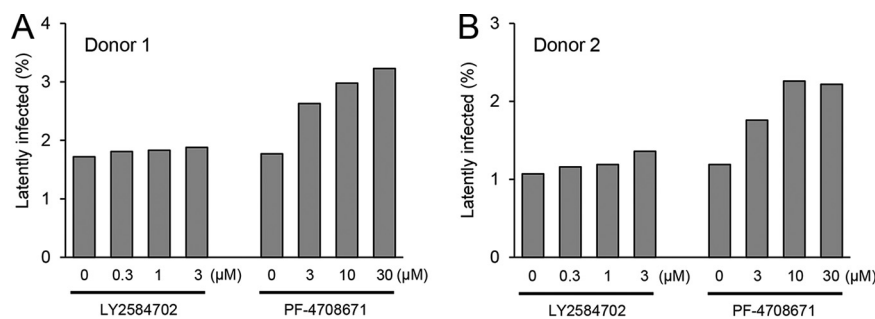 A
Donor 1
Latently infected (%)
4
3
2
1
0
0 0.3 1 3 (μM) 0 3 10 30 (μM)
LY2584702 PF-4708671
B
Donor 2
Latently infected (%)
3
2
1
0
0 0.3 1 3 (μM) 0 3 10 30 (μM)
LY2584702 PF-4708671